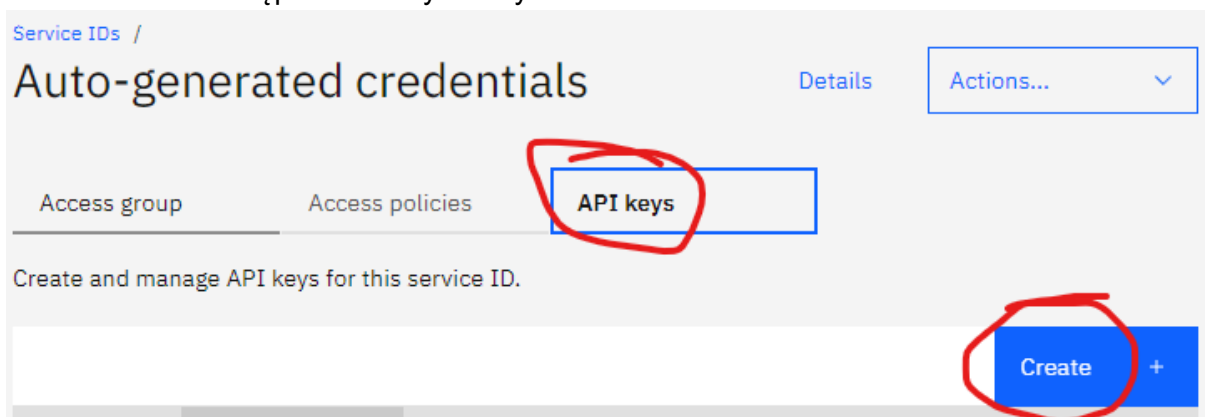 Service IDs /
Auto-generated credentials
Details
Actions...
Access group
Access policies
API keys
Create and manage API keys for this service ID.
Create +